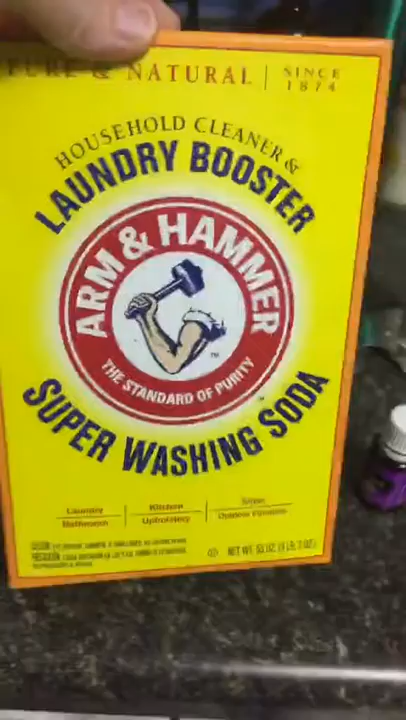 PURE & NATURAL | SINCE 1874
HOUSEHOLD CLEANER &
LAUNDRY BOOSTER
ARM & HAMMER
THE STANDARD OF PURITY
SUPER WASHING SODA
Laundry Kitchen
Bathroom Upholstery Outdoor Furniture
NET WT. 55 OZ. (3 LB. 7 OZ.)